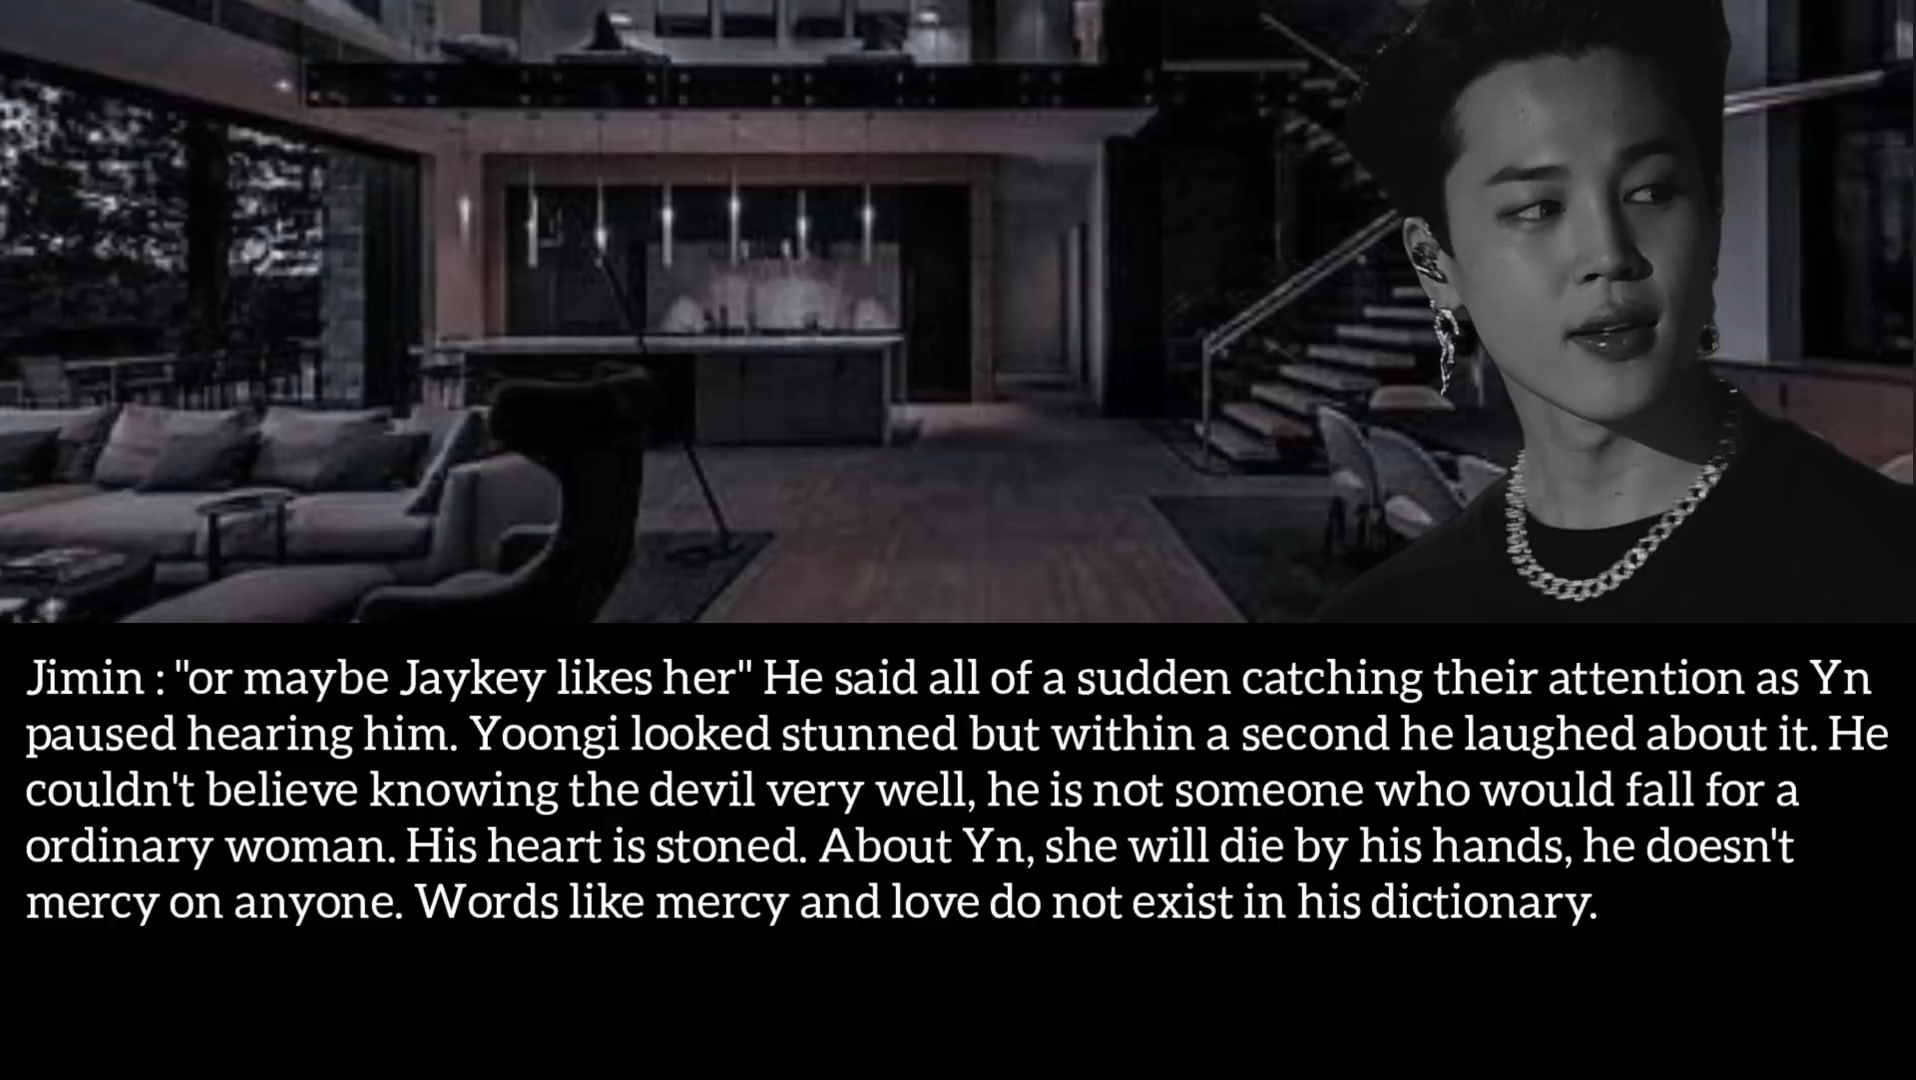 Jimin : "or maybe Jaykey likes her" He said all of a sudden catching their attention as Yn
paused hearing him. Yoongi looked stunned but within a second he laughed about it. He
couldn't believe knowing the devil very well, he is not someone who would fall for a
ordinary woman. His heart is stoned. About Yn, she will die by his hands, he doesn't
mercy on anyone. Words like mercy and love do not exist in his dictionary.